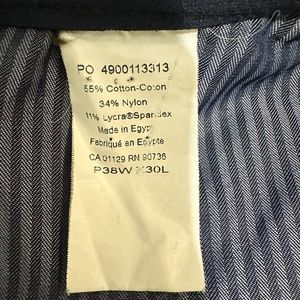 PO 4900113313
55% Cotton-Coton
34% Nylon
11% Lycra®Spandex
Made in Egypt
Fabriqué en Egypte
CA 01129 RN 90736
P38W X30L